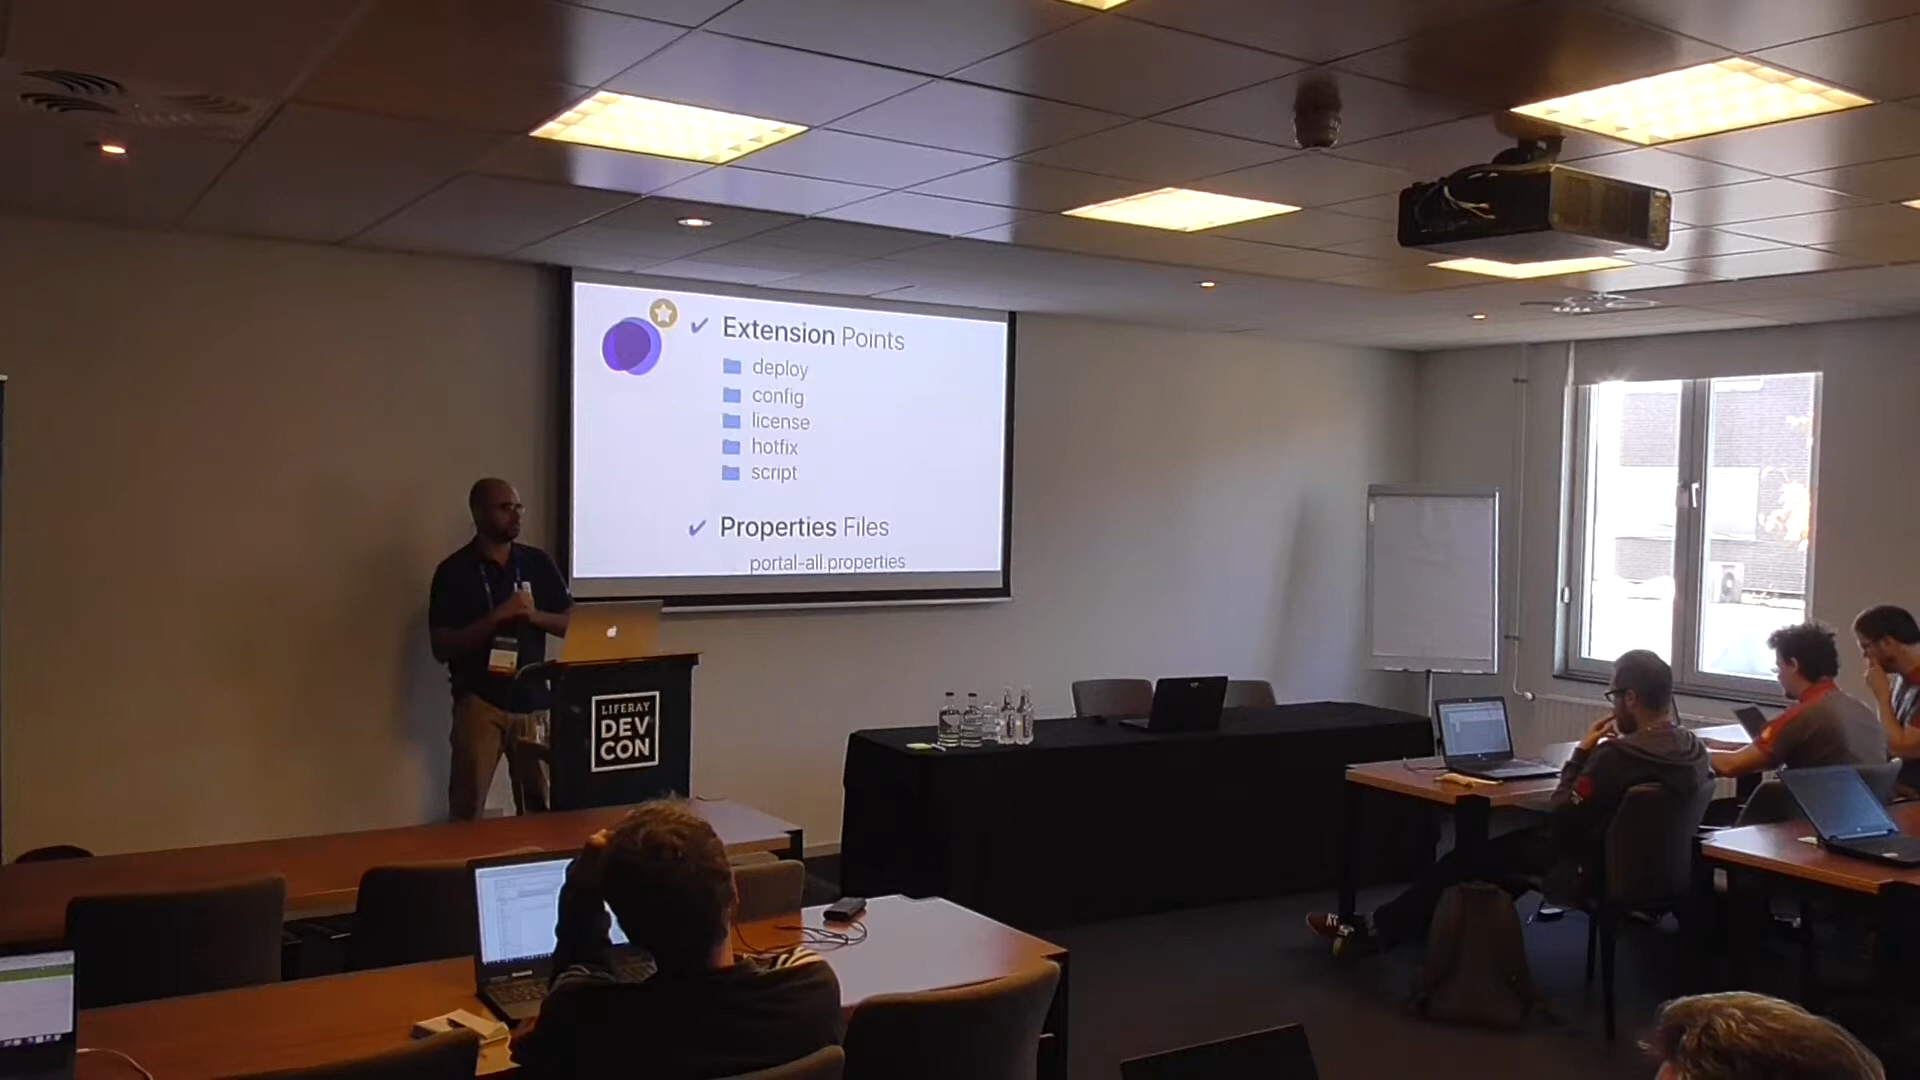 Extension Points
deploy
config
license
hotfix
script
Properties Files
portal-all.properties
LIFERAY
DEV
CON